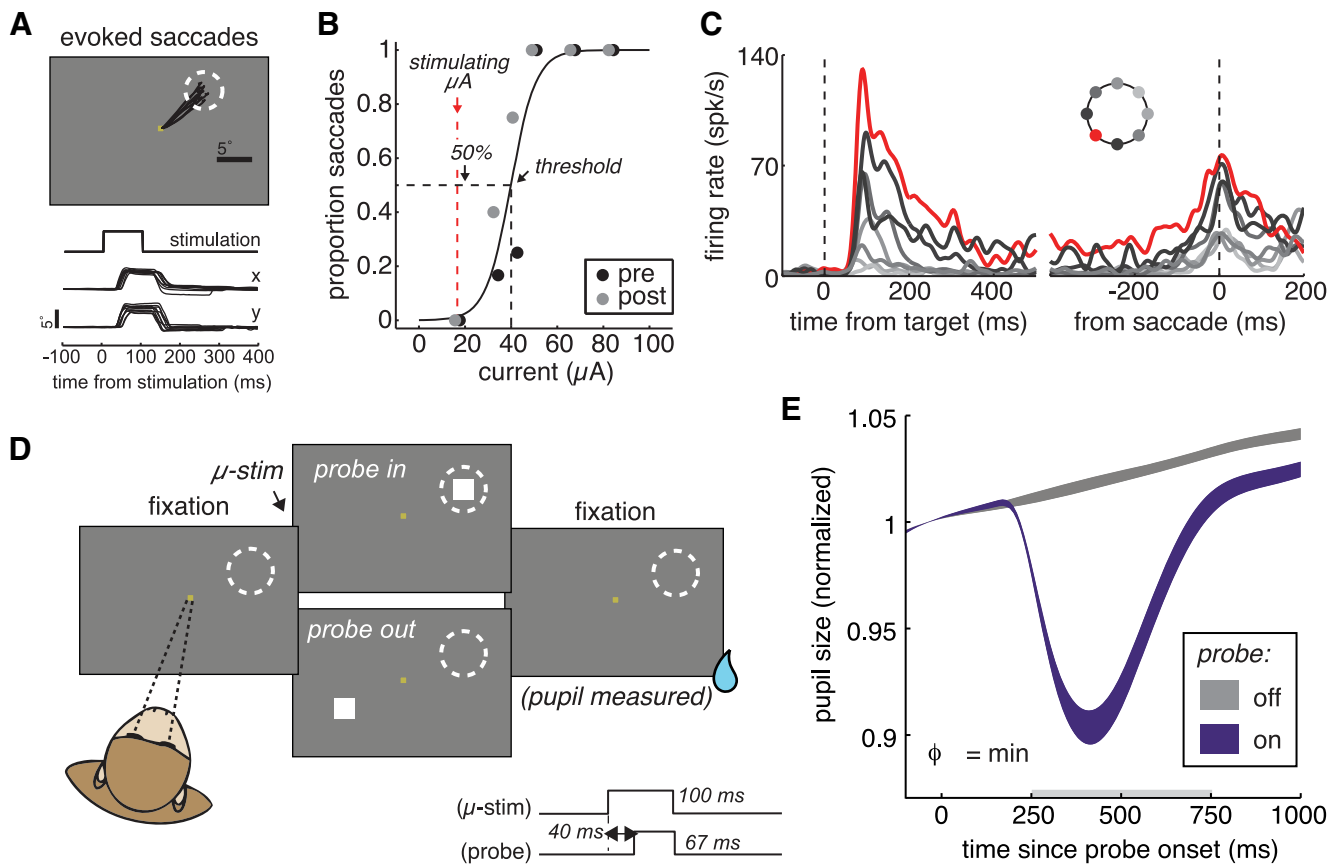 A
evoked saccades
5°
stimulation
x
y
5°
-100 0 100 200 300 400
time from stimulation (ms)
B
proportion saccades
1
0.8
0.6
0.4
0.2
0
stimulating
µA
50%
threshold
pre
post
0 20 40 60 80 100
current (µA)
C
firing rate (spk/s)
140
70
0
0 200 400
time from target (ms)
-200 0 200
from saccade (ms)
D
fixation
µ-stim
probe in
probe out
fixation
(pupil measured)
(µ-stim)
100 ms
40 ms
(probe)
67 ms
E
pupil size (normalized)
1.05
1
0.95
0.9
probe:
off
on
ϕ = min
0 250 500 750 1000
time since probe onset (ms)